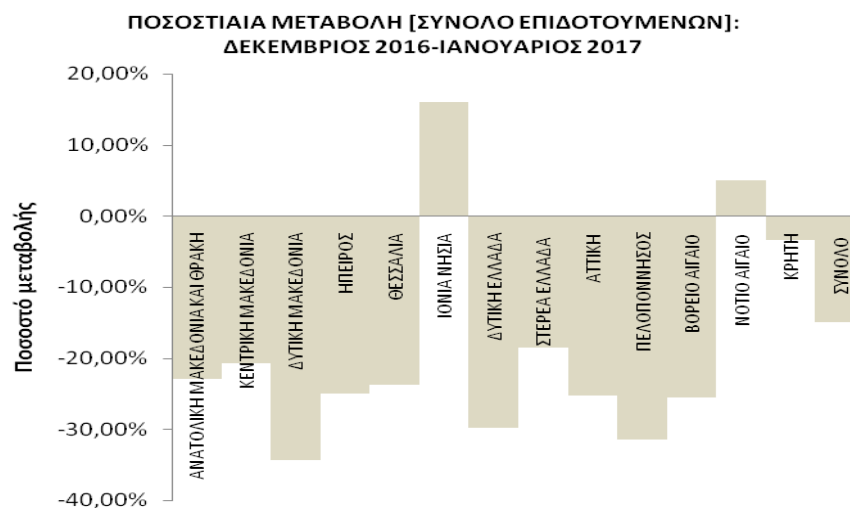 ΠΟΣΟΣΤΙΑΙΑ ΜΕΤΑΒΟΛΗ [ΣΥΝΟΛΟ ΕΠΙΔΟΤΟΥΜΕΝΩΝ]:
ΔΕΚΕΜΒΡΙΟΣ 2016-ΙΑΝΟΥΑΡΙΟΣ 2017
20,00%
10,00%
0,00%
-10,00%
-20,00%
-30,00%
-40,00%
Ποσοστό μεταβολής
ΑΝΑΤΟΛΙΚΗ ΜΑΚΕΔΟΝΙΑ ΚΑΙ ΘΡΑΚΗ
ΚΕΝΤΡΙΚΗ ΜΑΚΕΔΟΝΙΑ
ΔΥΤΙΚΗ ΜΑΚΕΔΟΝΙΑ
ΗΠΕΙΡΟΣ
ΘΕΣΣΑΛΙΑ
ΙΟΝΙΑ ΝΗΣΙΑ
ΔΥΤΙΚΗ ΕΛΛΑΔΑ
ΣΤΕΡΕΑ ΕΛΛΑΔΑ
ΑΤΤΙΚΗ
ΠΕΛΟΠΟΝΝΗΣΟΣ
ΒΟΡΕΙΟ ΑΙΓΑΙΟ
ΝΟΤΙΟ ΑΙΓΑΙΟ
ΚΡΗΤΗ
ΣΥΝΟΛΟ